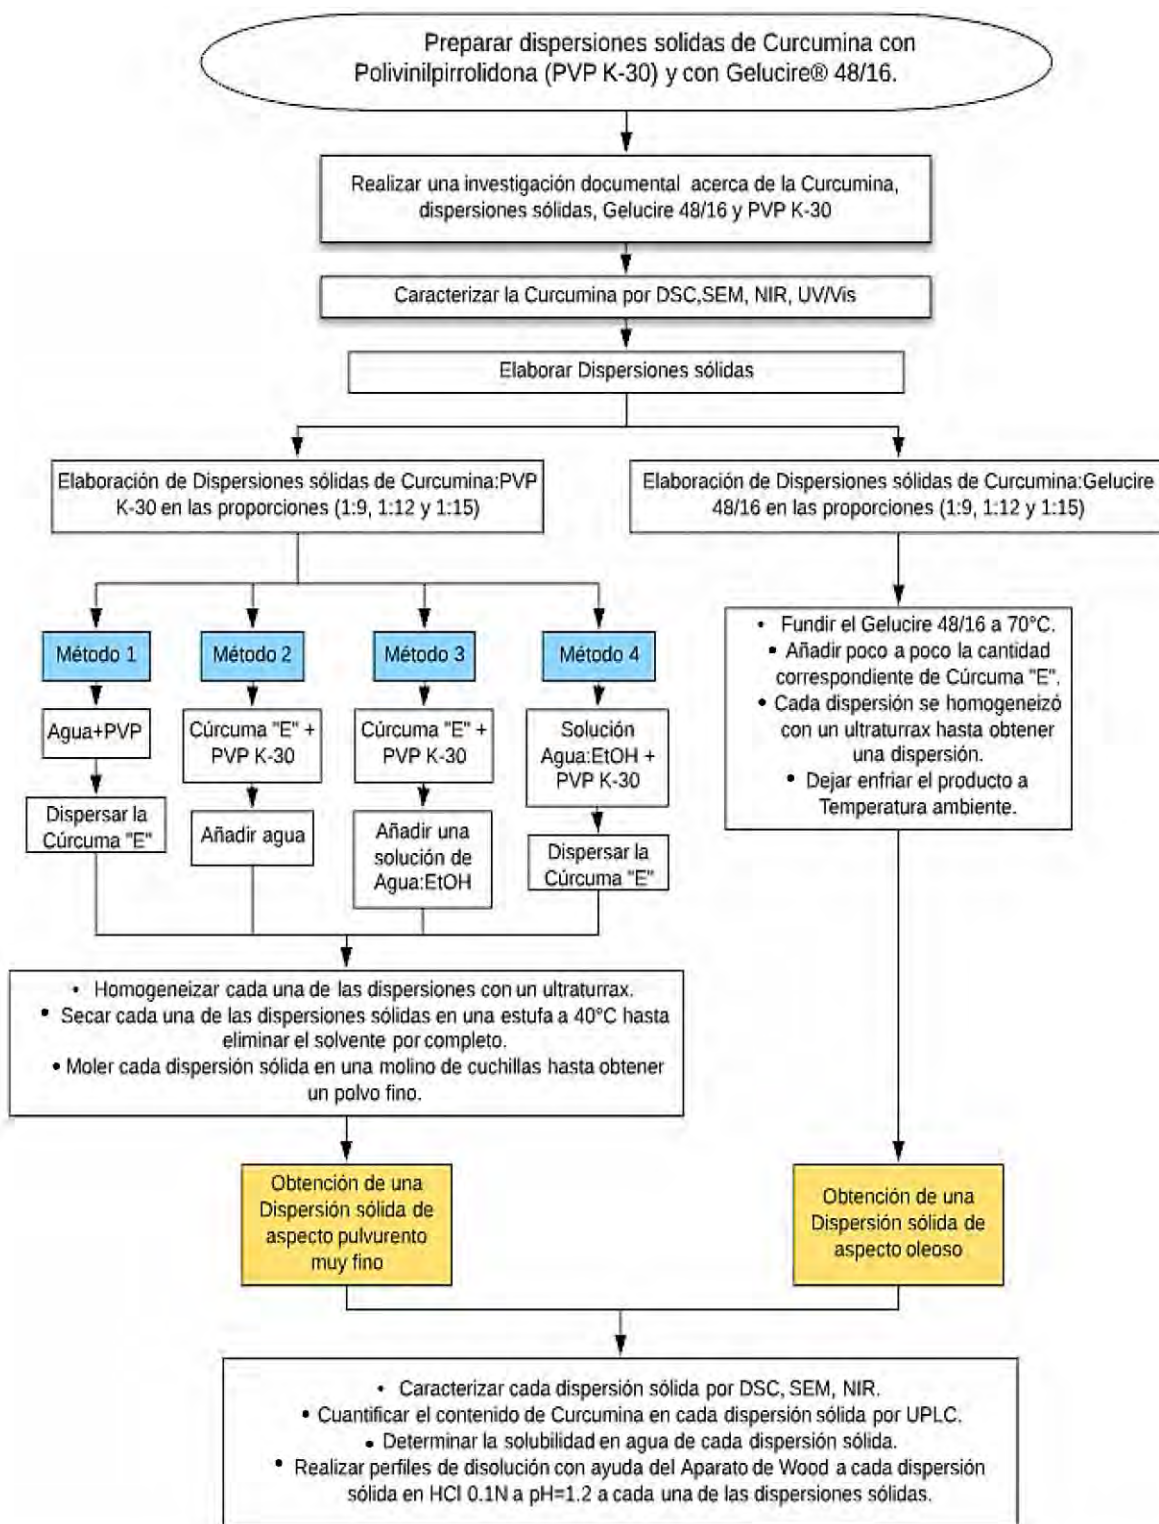 Preparar dispersiones solidas de Curcumina con
Polivinilpirrolidona (PVP K-30) y con Gelucire® 48/16.
Realizar una investigación documental acerca de la Curcumina,
dispersiones sólidas, Gelucire 48/16 y PVP K-30
Caracterizar la Curcumina por DSC,SEM, NIR, UV/Vis
Elaborar Dispersiones sólidas
Elaboración de Dispersiones sólidas de Curcumina:PVP
K-30 en las proporciones (1:9, 1:12 y 1:15)
Elaboración de Dispersiones sólidas de Curcumina:Gelucire
48/16 en las proporciones (1:9, 1:12 y 1:15)
Método 1
Agua+PVP
Dispersar la
Cúrcuma "E"
Método 2
Cúrcuma "E" +
PVP K-30
Añadir agua
Método 3
Cúrcuma "E" +
PVP K-30
Añadir una
solución de
Agua:EtOH
Método 4
Solución
Agua:EtOH +
PVP K-30
Dispersar la
Cúrcuma "E"
• Fundir el Gelucire 48/16 a 70°C.
• Añadir poco a poco la cantidad
correspondiente de Cúrcuma "E".
• Cada dispersión se homogeneizó
con un ultraturrax hasta obtener
una dispersión.
• Dejar enfriar el producto a
Temperatura ambiente.
• Homogeneizar cada una de las dispersiones con un ultraturrax.
• Secar cada una de las dispersiones sólidas en una estufa a 40°C hasta
eliminar el solvente por completo.
• Moler cada dispersión sólida en una molino de cuchillas hasta obtener
un polvo fino.
Obtención de una
Dispersión sólida de
aspecto pulvurento
muy fino
Obtención de una
Dispersión sólida de
aspecto oleoso
• Caracterizar cada dispersión sólida por DSC, SEM, NIR.
• Cuantificar el contenido de Curcumina en cada dispersión sólida por UPLC.
• Determinar la solubilidad en agua de cada dispersión sólida.
• Realizar perfiles de disolución con ayuda del Aparato de Wood a cada dispersión
sólida en HCl 0.1N a pH=1.2 a cada una de las dispersiones sólidas.